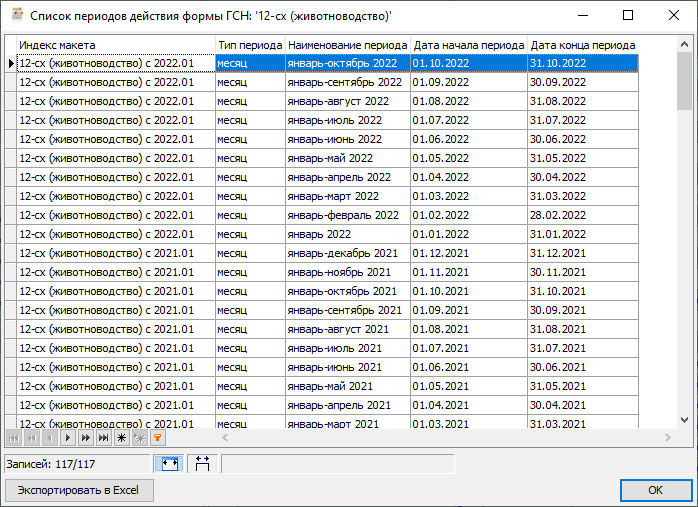 Список периодов действия формы ГСН: '12-сх (животноводство)'
Индекс макета Тип периода Наименование периода Дата начала периода Дата конца периода
12-сх (животноводство) с 2022.01 месяц январь-октябрь 2022 01.10.2022 31.10.2022
12-сх (животноводство) с 2022.01 месяц январь-сентябрь 2022 01.09.2022 30.09.2022
12-сх (животноводство) с 2022.01 месяц январь-август 2022 01.08.2022 31.08.2022
12-сх (животноводство) с 2022.01 месяц январь-июль 2022 01.07.2022 31.07.2022
12-сх (животноводство) с 2022.01 месяц январь-июнь 2022 01.06.2022 30.06.2022
12-сх (животноводство) с 2022.01 месяц январь-май 2022 01.05.2022 31.05.2022
12-сх (животноводство) с 2022.01 месяц январь-апрель 2022 01.04.2022 30.04.2022
12-сх (животноводство) с 2022.01 месяц январь-март 2022 01.03.2022 31.03.2022
12-сх (животноводство) с 2022.01 месяц январь-февраль 2022 01.02.2022 28.02.2022
12-сх (животноводство) с 2022.01 месяц январь 2022 01.01.2022 31.01.2022
12-сх (животноводство) с 2021.01 месяц январь-декабрь 2021 01.12.2021 31.12.2021
12-сх (животноводство) с 2021.01 месяц январь-ноябрь 2021 01.11.2021 30.11.2021
12-сх (животноводство) с 2021.01 месяц январь-октябрь 2021 01.10.2021 31.10.2021
12-сх (животноводство) с 2021.01 месяц январь-сентябрь 2021 01.09.2021 30.09.2021
12-сх (животноводство) с 2021.01 месяц январь-август 2021 01.08.2021 31.08.2021
12-сх (животноводство) с 2021.01 месяц январь-июль 2021 01.07.2021 31.07.2021
12-сх (животноводство) с 2021.01 месяц январь-июнь 2021 01.06.2021 30.06.2021
12-сх (животноводство) с 2021.01 месяц январь-май 2021 01.05.2021 31.05.2021
12-сх (животноводство) с 2021.01 месяц январь-апрель 2021 01.04.2021 30.04.2021
12-сх (животноводство) с 2021.01 месяц январь-март 2021 01.03.2021 31.03.2021
Записей: 117/117
Экспортировать в Excel OK